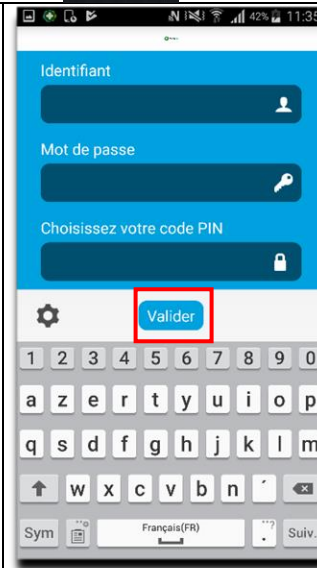 42% 11:35
Identifiant
Mot de passe
Choisissez votre code PIN
Valider
1 2 3 4 5 6 7 8 9 0
a z e r t y u i o p
q s d f g h j k l m
w x c v b n ´
Sym Français(FR) .?  Suiv.